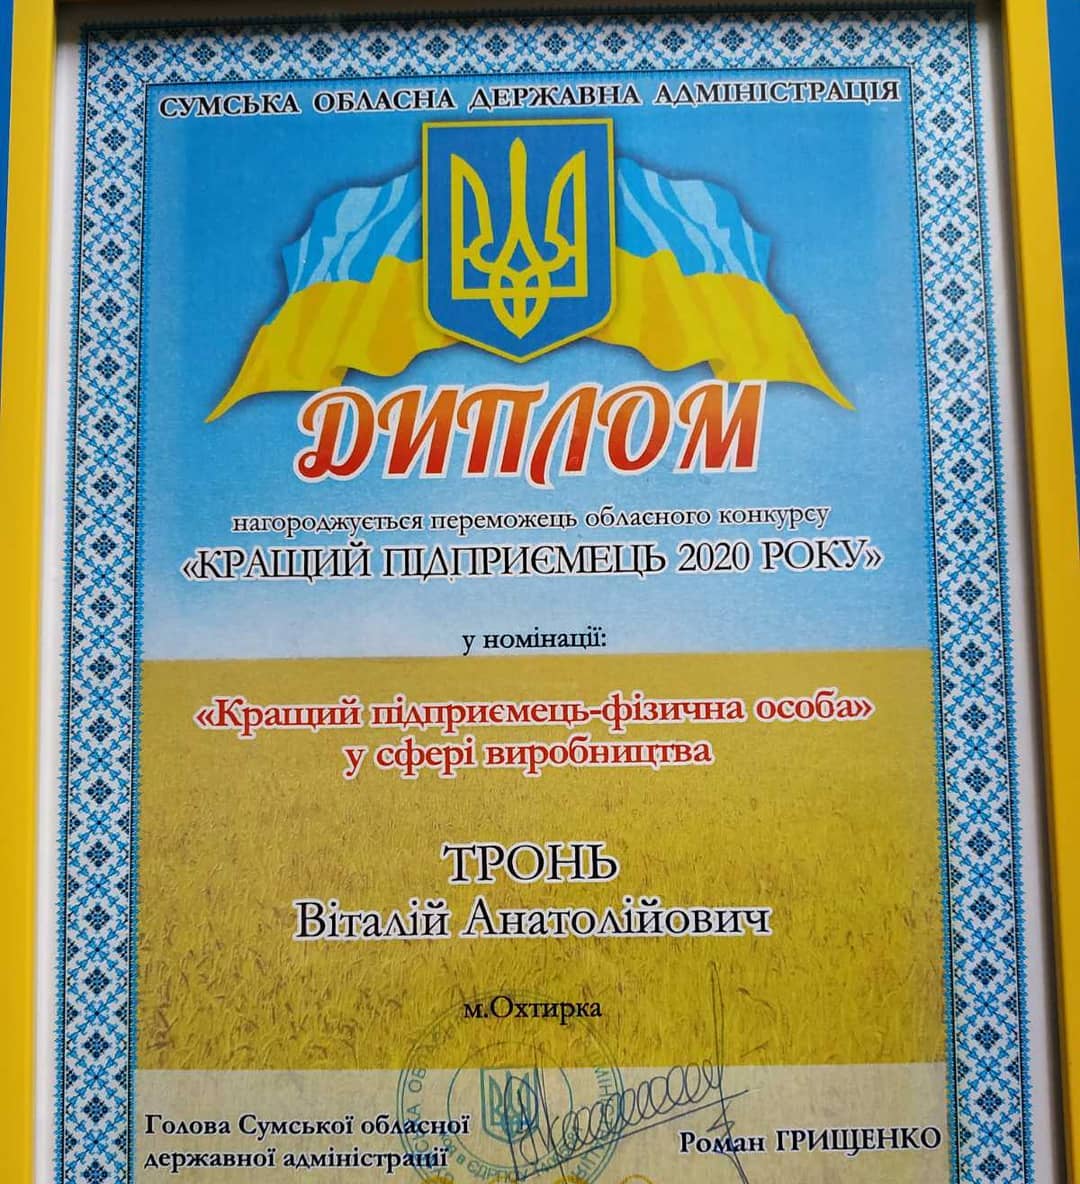 СУМСЬКА ОБЛАСНА ДЕРЖАВНА АДМІНІСТРАЦІЯ
ДИПЛОМ
нагороджується переможець обласного конкурсу
«КРАЩИЙ ПІДПРИЄМЕЦЬ 2020 РОКУ»
у номінації:
«Кращий підприємець-фізична особа»
у сфері виробництва
ТРОНЬ
Віталій Анатолійович
м.Охтирка
Голова Сумської обласної
державної адміністрації
Роман ГРИЩЕНКО